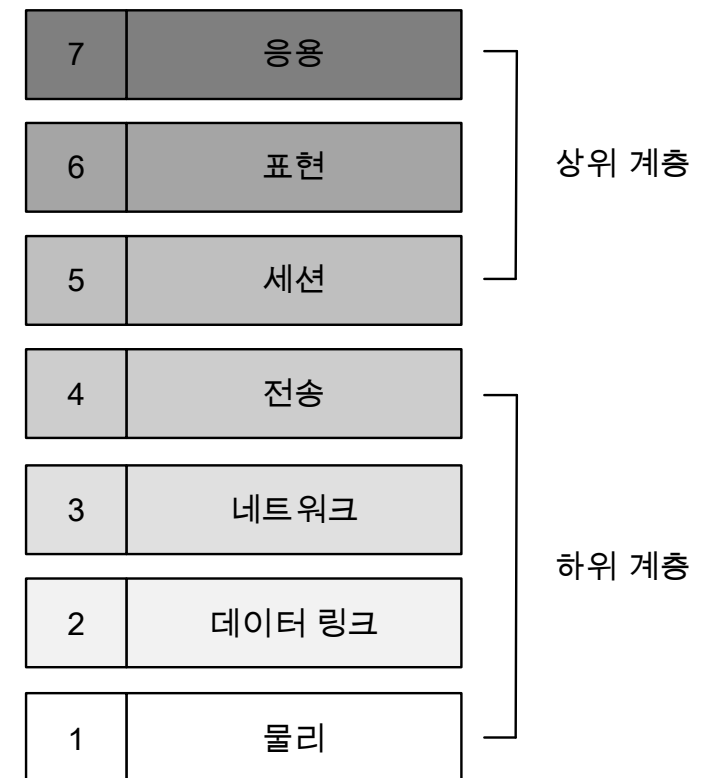 7 응용
6 표현
상위 계층
5 세션
4 전송
3 네트워크
하위 계층
2 데이터 링크
1 물리